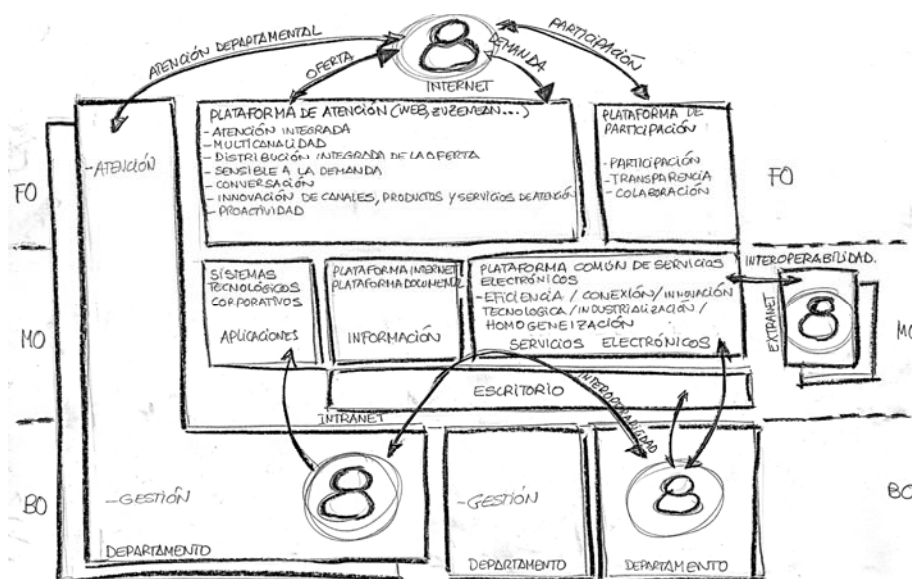 ATENCIÓN DEPARTAMENTAL
OFERTA
DEMANDA
PARTICIPACIÓN
INTERNET
PLATAFORMA DE ATENCIÓN (WEB, ZUZENEAN...)
-ATENCIÓN INTEGRADA
-MULTICANALIDAD
-DISTRIBUCIÓN INTEGRADA DE LA OFERTA
-SENSIBLE A LA DEMANDA
-CONVERSACIÓN
-INNOVACIÓN DE CANALES, PRODUCTOS Y SERVICIOS DE ATENCIÓN
-PROACTIVIDAD
PLATAFORMA DE
PARTICIPACIÓN
-PARTICIPACIÓN
-TRANSPARENCIA
-COLABORACIÓN
-ATENCIÓN
FO
FO
SISTEMAS
TECNOLÓGICOS
CORPORATIVOS
APLICACIONES
PLATAFORMA INTERNET
PLATAFORMA DOCUMENTAL
INFORMACIÓN
PLATAFORMA COMÚN DE SERVICIOS
ELECTRÓNICOS
-EFICIENCIA / CONEXIÓN / INNOVACIÓN
TECNOLOGICA / INDUSTRIALIZACIÓN /
HOMOGENEIZACIÓN
SERVICIOS ELECTRÓNICOS
INTEROPERABILIDAD.
EXTRANET
MO
MO
ESCRITORIO
INTRANET
INTEROPERABILIDAD
BO
BO
-GESTIÓN
DEPARTAMENTO
-GESTIÓN
DEPARTAMENTO
DEPARTAMENTO